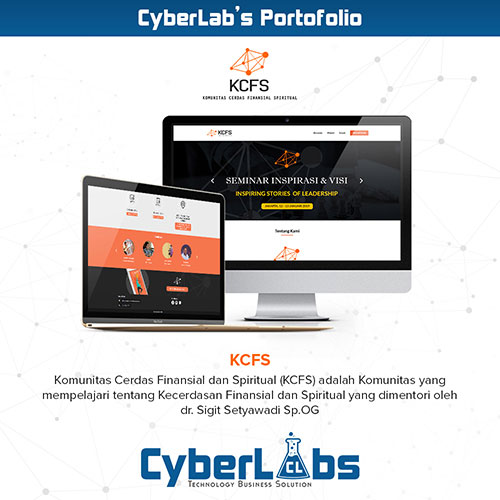 CyberLab's Portofolio
KCFS
KOMUNITAS CERDAS FINANSIAL SPIRITUAL
KCFS
SEMINAR INSPIRASI & VISI
INSPIRING STORIES OF LEADERSHIP
Tentang Kami
KCFS
Komunitas Cerdas Finansial dan Spiritual (KCFS) adalah Komunitas yang
mempelajari tentang Kecerdasan Finansial dan Spiritual yang dimentori oleh
dr. Sigit Setyawadi Sp.OG
CyberLabs
Technology Business Solution